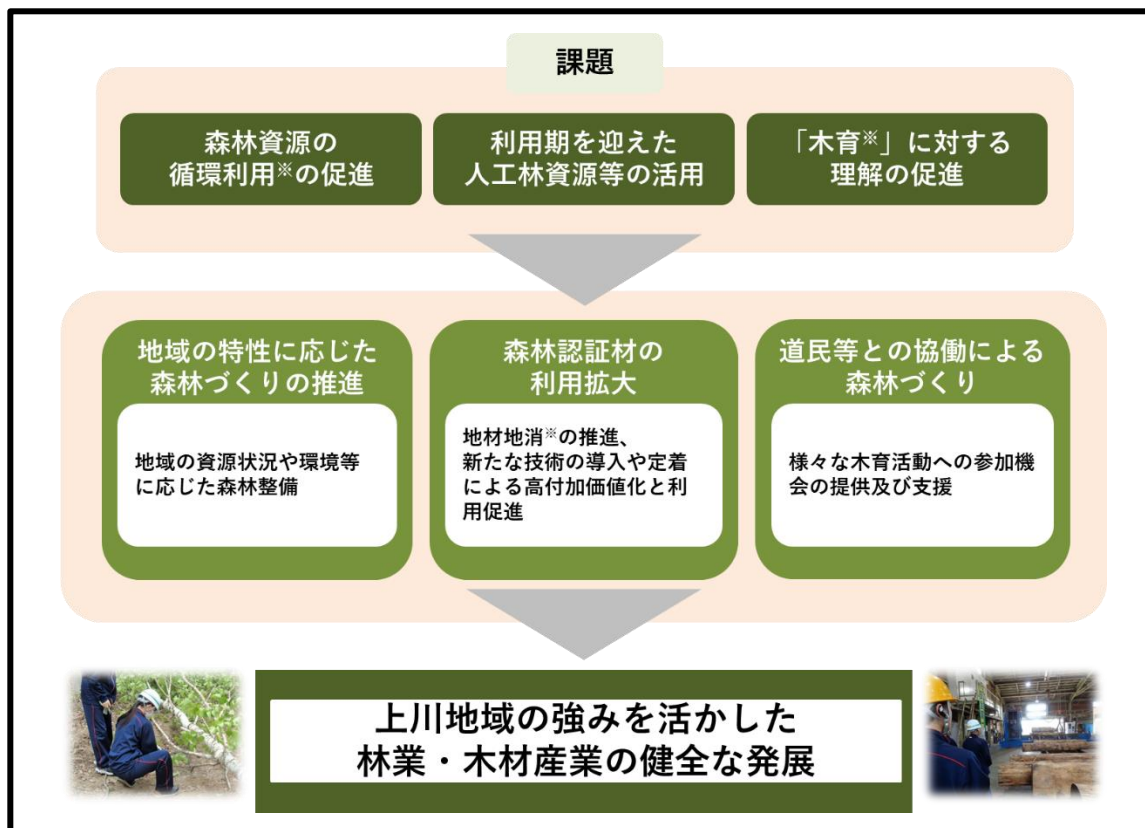 課題
森林資源の
循環利用※の促進
利用期を迎えた
人工林資源等の活用
「木育※」に対する
理解の促進
地域の特性に応じた
森林づくりの推進
地域の資源状況や環境等
に応じた森林整備
森林認証材の
利用拡大
地材地消※の推進、
新たな技術の導入や定着
による高付加価値化と利
用促進
道民等との協働による
森林づくり
様々な木育活動への参加機
会の提供及び支援
上川地域の強みを活かした
林業・木材産業の健全な発展